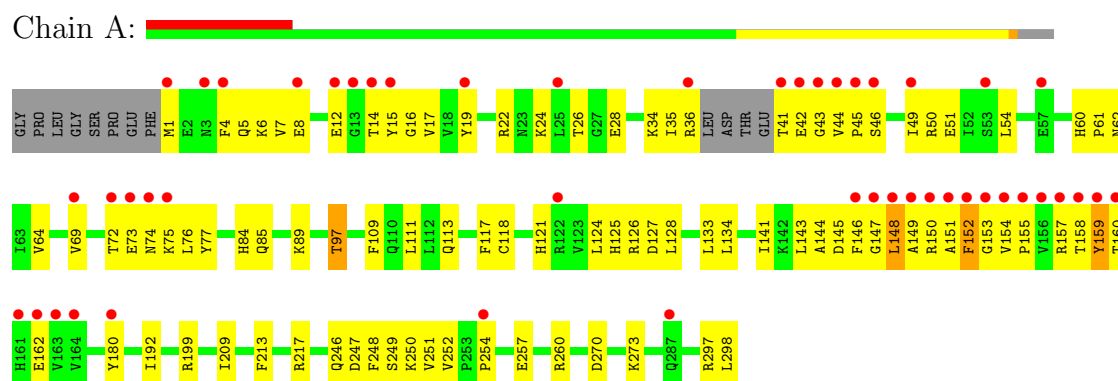 Chain A:
GLY PRO LEU GLY SER PRO GLU PHE M1 E2 N3 F4 Q5 K6 V7 E8 E12 G13 T14 Y15 G16 V17 V18 Y19 R22 N23 K24 L25 T26 G27 E28 K34 I35 R36 LEU ASP THR GLU T41 E42 G43 V44 P45 S46 I49 R50 E51 I52 S53 L54 E57 H60 P61 N62
I63 V64 V69 T72 E73 N74 K75 L76 Y77 H84 Q85 K89 T97 F109 Q110 L111 L112 Q113 F117 C118 H121 R122 V123 L124 H125 R126 D127 L128 L133 L134 I141 K142 L143 A144 D145 F146 G147 L148 A149 R150 A151 F152 G153 V154 P155 V156 R157 T158 Y159 T160
H161 E162 V163 V164 Y180 I192 R199 I209 F213 R217 Q246 D247 F248 S249 K250 V251 V252 P253 P254 E257 R260 D270 K273 Q287 R297 L298